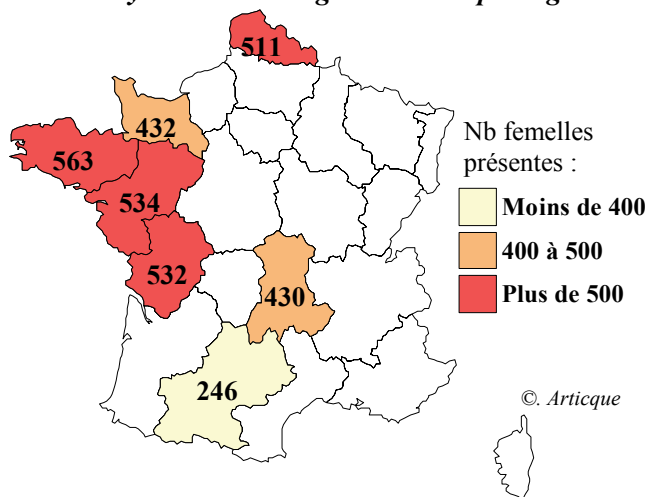 511
432
563
534
532
430
246
Nb femelles
présentes :
Moins de 400
400 à 500
Plus de 500
©. Articque